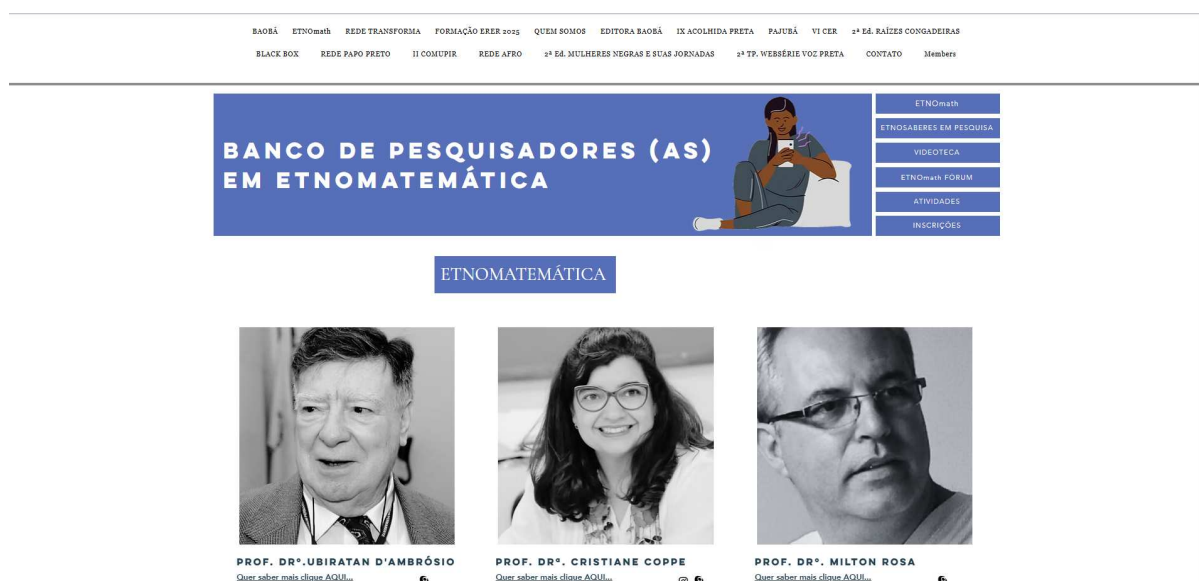 BAOBÁ ETNOmath REDE TRANSFORMA FORMAÇÃO ERER 2025 QUEM SOMOS EDITORA BAOBÁ IX ACOLHIDA PRETA PAJUBÁ VI CER 2ª Ed. RAÍZES CONGADEIRAS
BLACK BOX REDE PAPO PRETO II COMUPIR REDE AFRO 2ª Ed. MULHERES NEGRAS E SUAS JORNADAS 2ª TP. WEBSÉRIE VOZ PRETA CONTATO Members
BANCO DE PESQUISADORES (AS)
EM ETNOMATEMÁTICA
ETNOmath
ETNOSABERES EM PESQUISA
VIDEOTECA
ETNOmath FÓRUM
ATIVIDADES
INSCRIÇÕES
ETNOMATEMÁTICA
PROF. DRº.UBIRATAN D'AMBRÓSIO
Quer saber mais clique AQUI...
PROF. DRª. CRISTIANE COPPE
Quer saber mais clique AQUI...
PROF. DRº. MILTON ROSA
Quer saber mais clique AQUI...